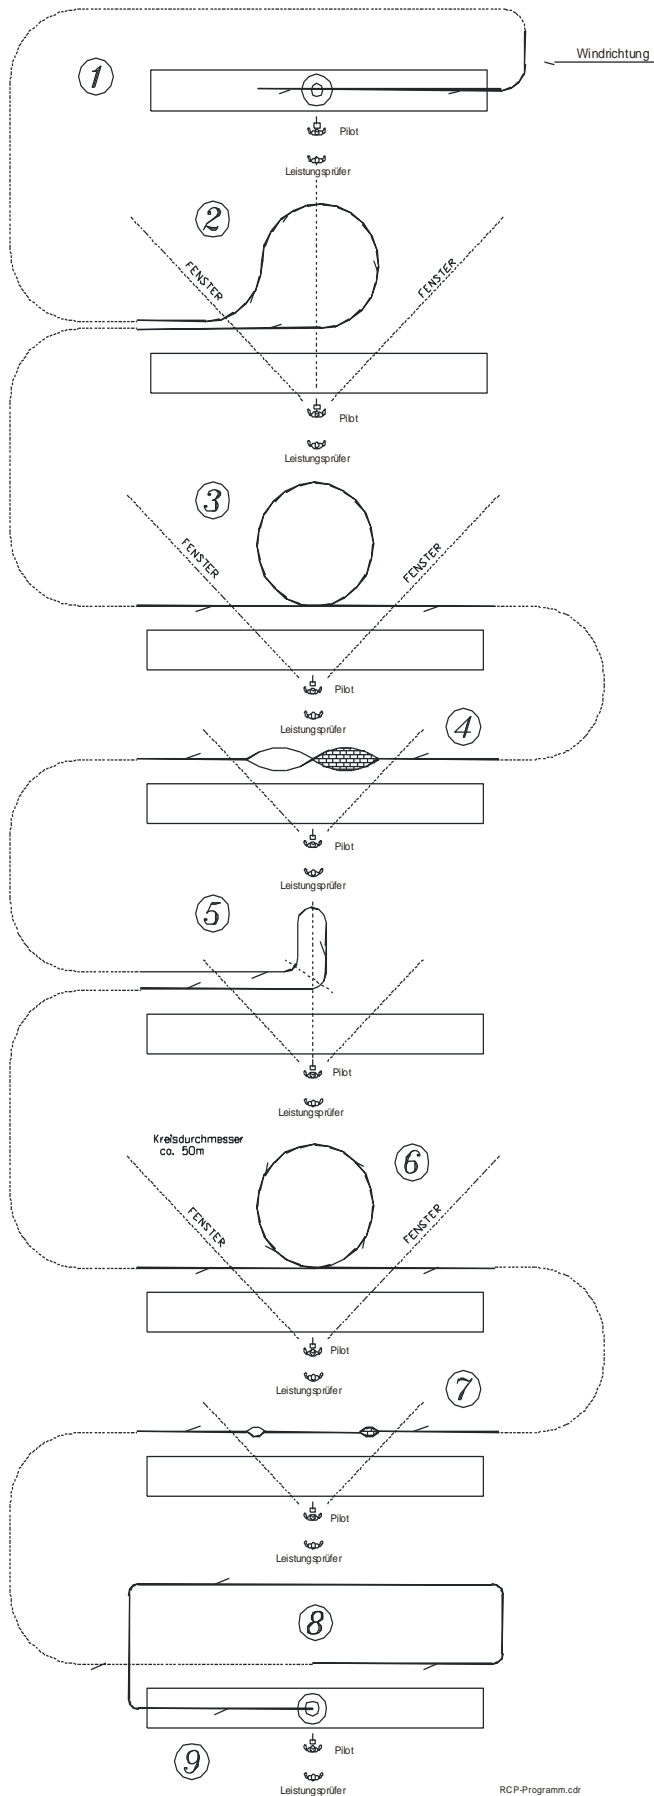 Windrichtung
1
Pilot
Leistungsprüfer
2
FENSTER
FENSTER
Pilot
Leistungsprüfer
3
FENSTER
FENSTER
Pilot
Leistungsprüfer
4
Pilot
Leistungsprüfer
5
Pilot
Leistungsprüfer
Kreisdurchmesser
ca. 50m
6
FENSTER
FENSTER
Pilot
Leistungsprüfer
7
Pilot
Leistungsprüfer
8
9
Pilot
Leistungsprüfer
RCP-Programm.cdr